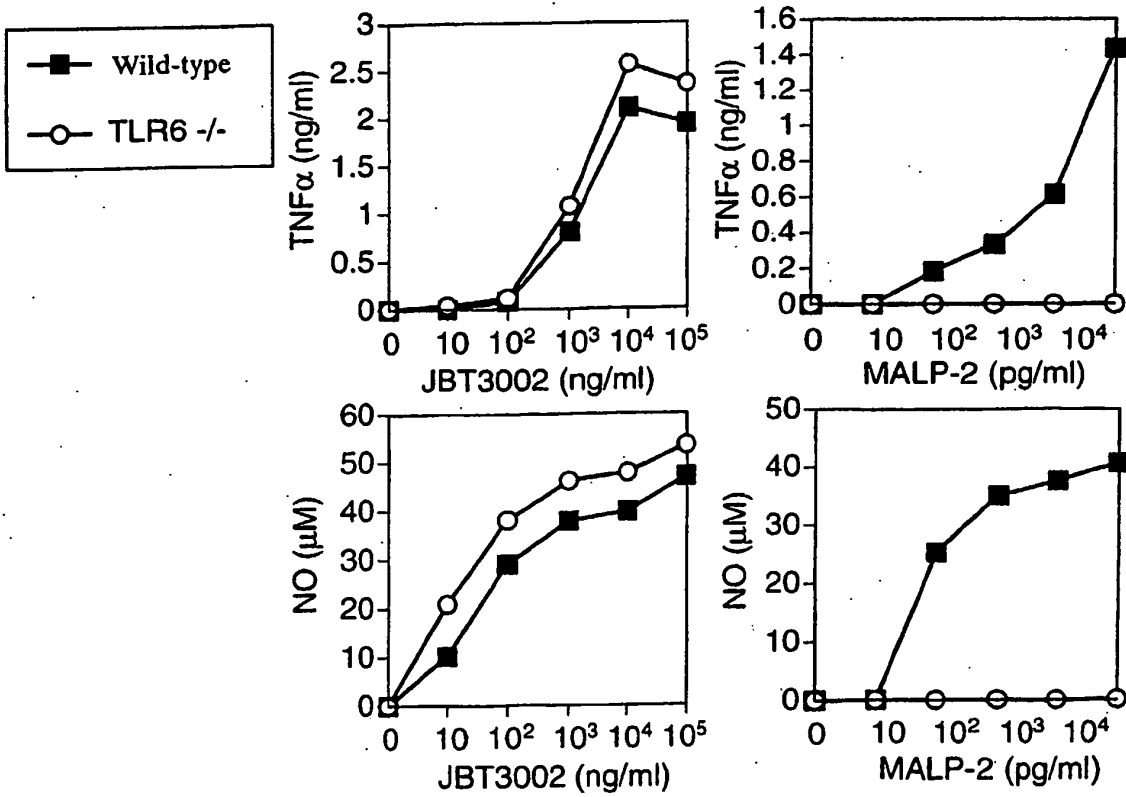 Wild-type
TLR6 -/-
TNFα (ng/ml)
3
2.5
2
1.5
1
0.5
0
0 10 10² 10³ 10⁴ 10⁵
JBT3002 (ng/ml)
TNFα (ng/ml)
1.6
1.4
1.2
1
0.8
0.6
0.4
0.2
0
0 10 10² 10³ 10⁴
MALP-2 (pg/ml)
NO (μM)
60
50
40
30
20
10
0
0 10 10² 10³ 10⁴ 10⁵
JBT3002 (ng/ml)
NO (μM)
50
40
30
20
10
0
0 10 10² 10³ 10⁴
MALP-2 (pg/ml)